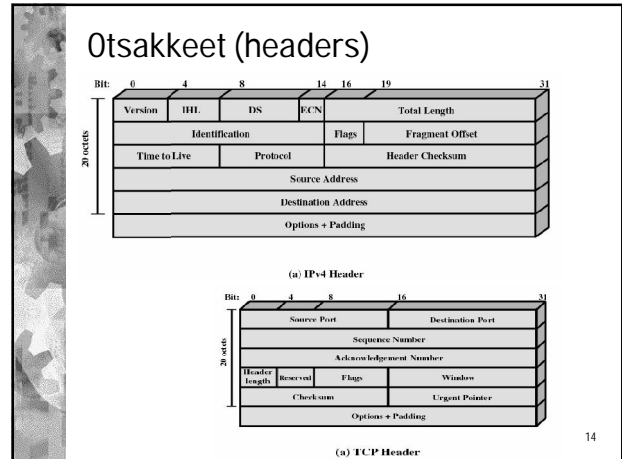 Otsakkeet (headers)
Bit: 0 4 8 14 16 19 31
Version IHL DS ECN Total Length
Identification Flags Fragment Offset
Time to Live Protocol Header Checksum
Source Address
Destination Address
Options + Padding
20 octets
(a) IPv4 Header
Bit: 0 4 8 16 31
Source Port Destination Port
Sequence Number
Acknowledgement Number
Header length Reserved Flags Window
Checksum Urgent Pointer
Options + Padding
20 octets
(a) TCP Header
14